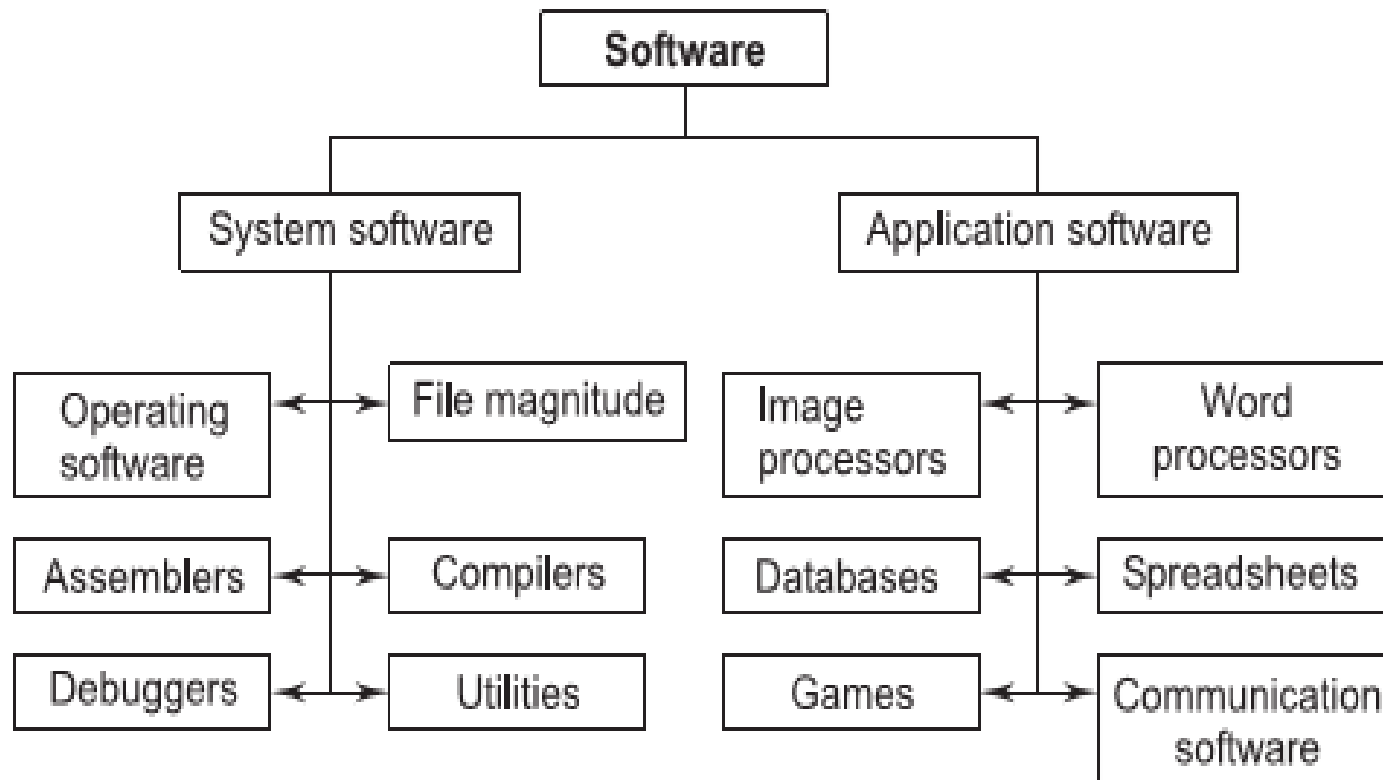 Software
System software
Application software
Operating
software
File magnitude
Image
processors
Word
processors
Assemblers
Compilers
Databases
Spreadsheets
Debuggers
Utilities
Games
Communication
software